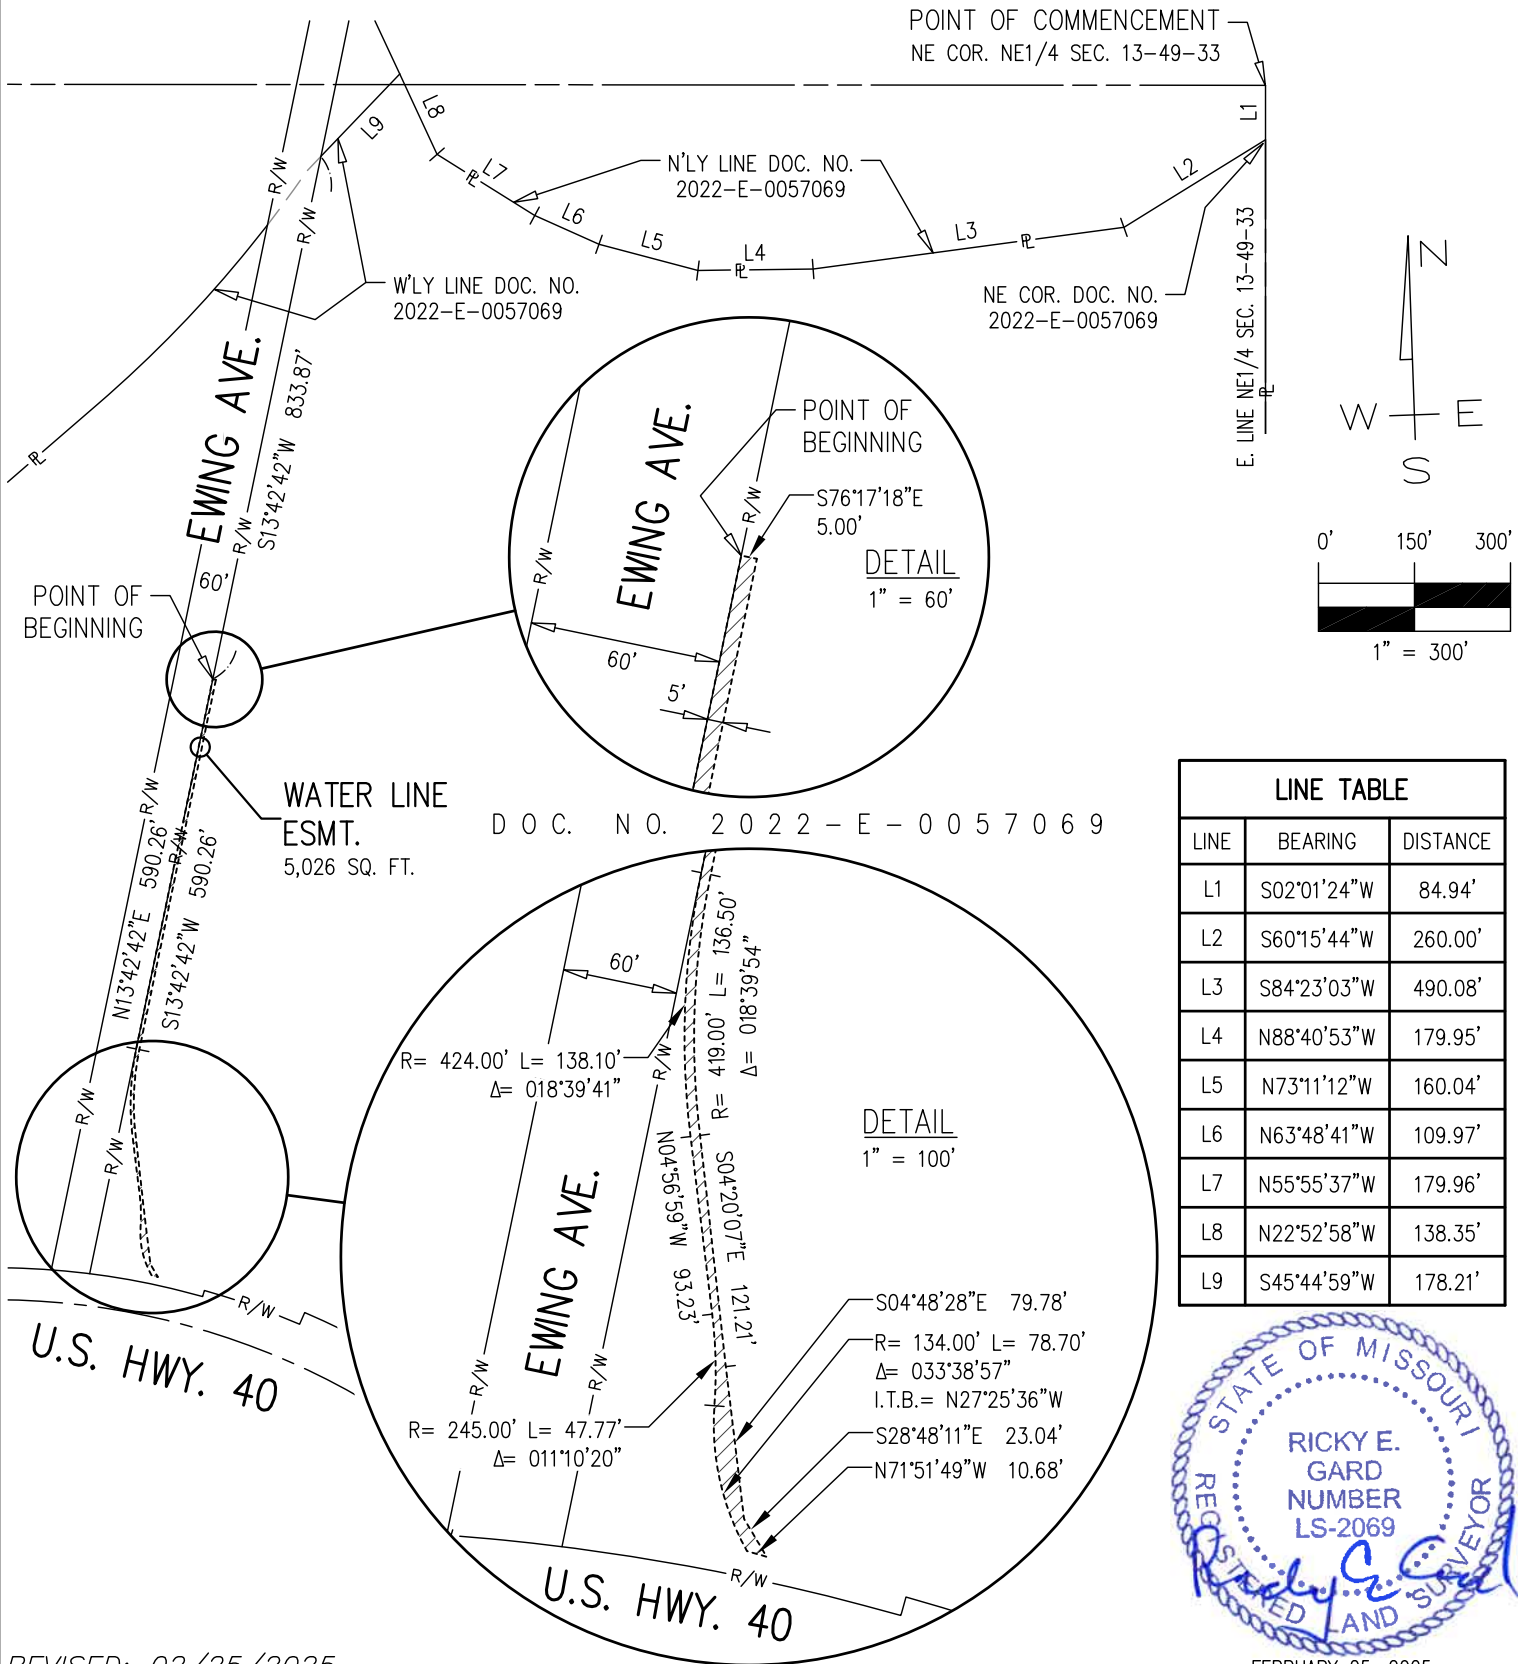 POINT OF COMMENCEMENT
NE COR. NE1/4 SEC. 13-49-33
L1
L2
L3
L4
L5
L6
L7
L8
L9
N'LY LINE DOC. NO.
2022-E-0057069
W'LY LINE DOC. NO.
2022-E-0057069
NE COR. DOC. NO.
2022-E-0057069
E. LINE NE1/4 SEC. 13-49-33
PL
PL
PL
PL
PL
N
W E
S
0' 150' 300'
1" = 300'
R/W
R/W
EWING AVE.
S13°42'42"W 833.87'
R/W
60'
POINT OF
BEGINNING
EWING AVE.
POINT OF
BEGINNING
R/W
R/W
S76°17'18"E
5.00'
DETAIL
1" = 60'
60'
5'
WATER LINE
ESMT.
5,026 SQ. FT.
R/W
R/W
N13°42'42"E 590.26'
S13°42'42"W 590.26'
R/W
R/W
R/W
U.S. HWY. 40
DOC. NO. 2022-E-0057069
60'
R= 419.00' L= 136.50'
Δ= 018°39'54"
R= 424.00' L= 138.10'
Δ= 018°39'41"
R/W
DETAIL
1" = 100'
EWING AVE.
N04°56'59"W 93.23'
S04°20'07"E 121.21'
S04°48'28"E 79.78'
R= 134.00' L= 78.70'
Δ= 033°38'57"
I.T.B.= N27°25'36"W
S28°48'11"E 23.04'
N71°51'49"W 10.68'
R= 245.00' L= 47.77'
Δ= 011°10'20"
R/W
R/W
R/W
U.S. HWY. 40
LINE TABLE
LINE BEARING DISTANCE
L1 S02°01'24"W 84.94'
L2 S60°15'44"W 260.00'
L3 S84°23'03"W 490.08'
L4 N88°40'53"W 179.95'
L5 N73°11'12"W 160.04'
L6 N63°48'41"W 109.97'
L7 N55°55'37"W 179.96'
L8 N22°52'58"W 138.35'
L9 S45°44'59"W 178.21'
STATE OF MISSOURI
RICKY E.
GARD
NUMBER
LS-2069
REGISTERED LAND SURVEYOR